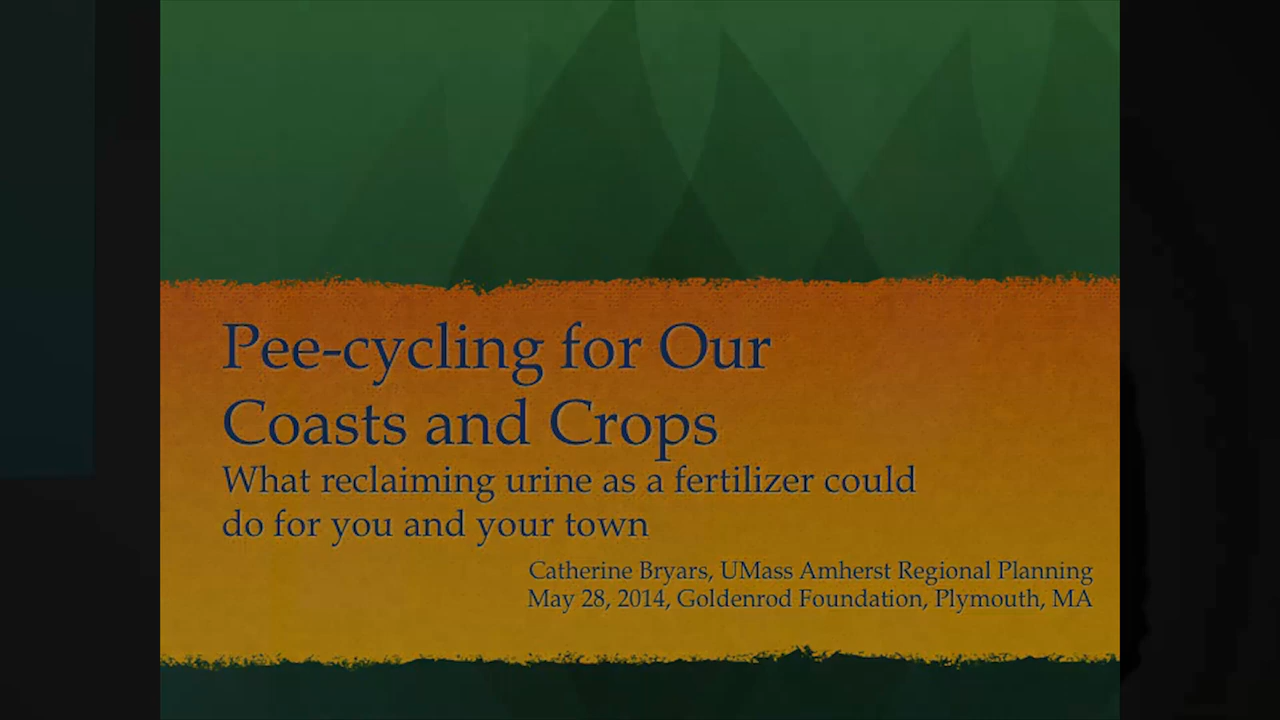 Pee-cycling for Our
Coasts and Crops
What reclaiming urine as a fertilizer could
do for you and your town
Catherine Bryars, UMass Amherst Regional Planning
May 28, 2014, Goldenrod Foundation, Plymouth, MA